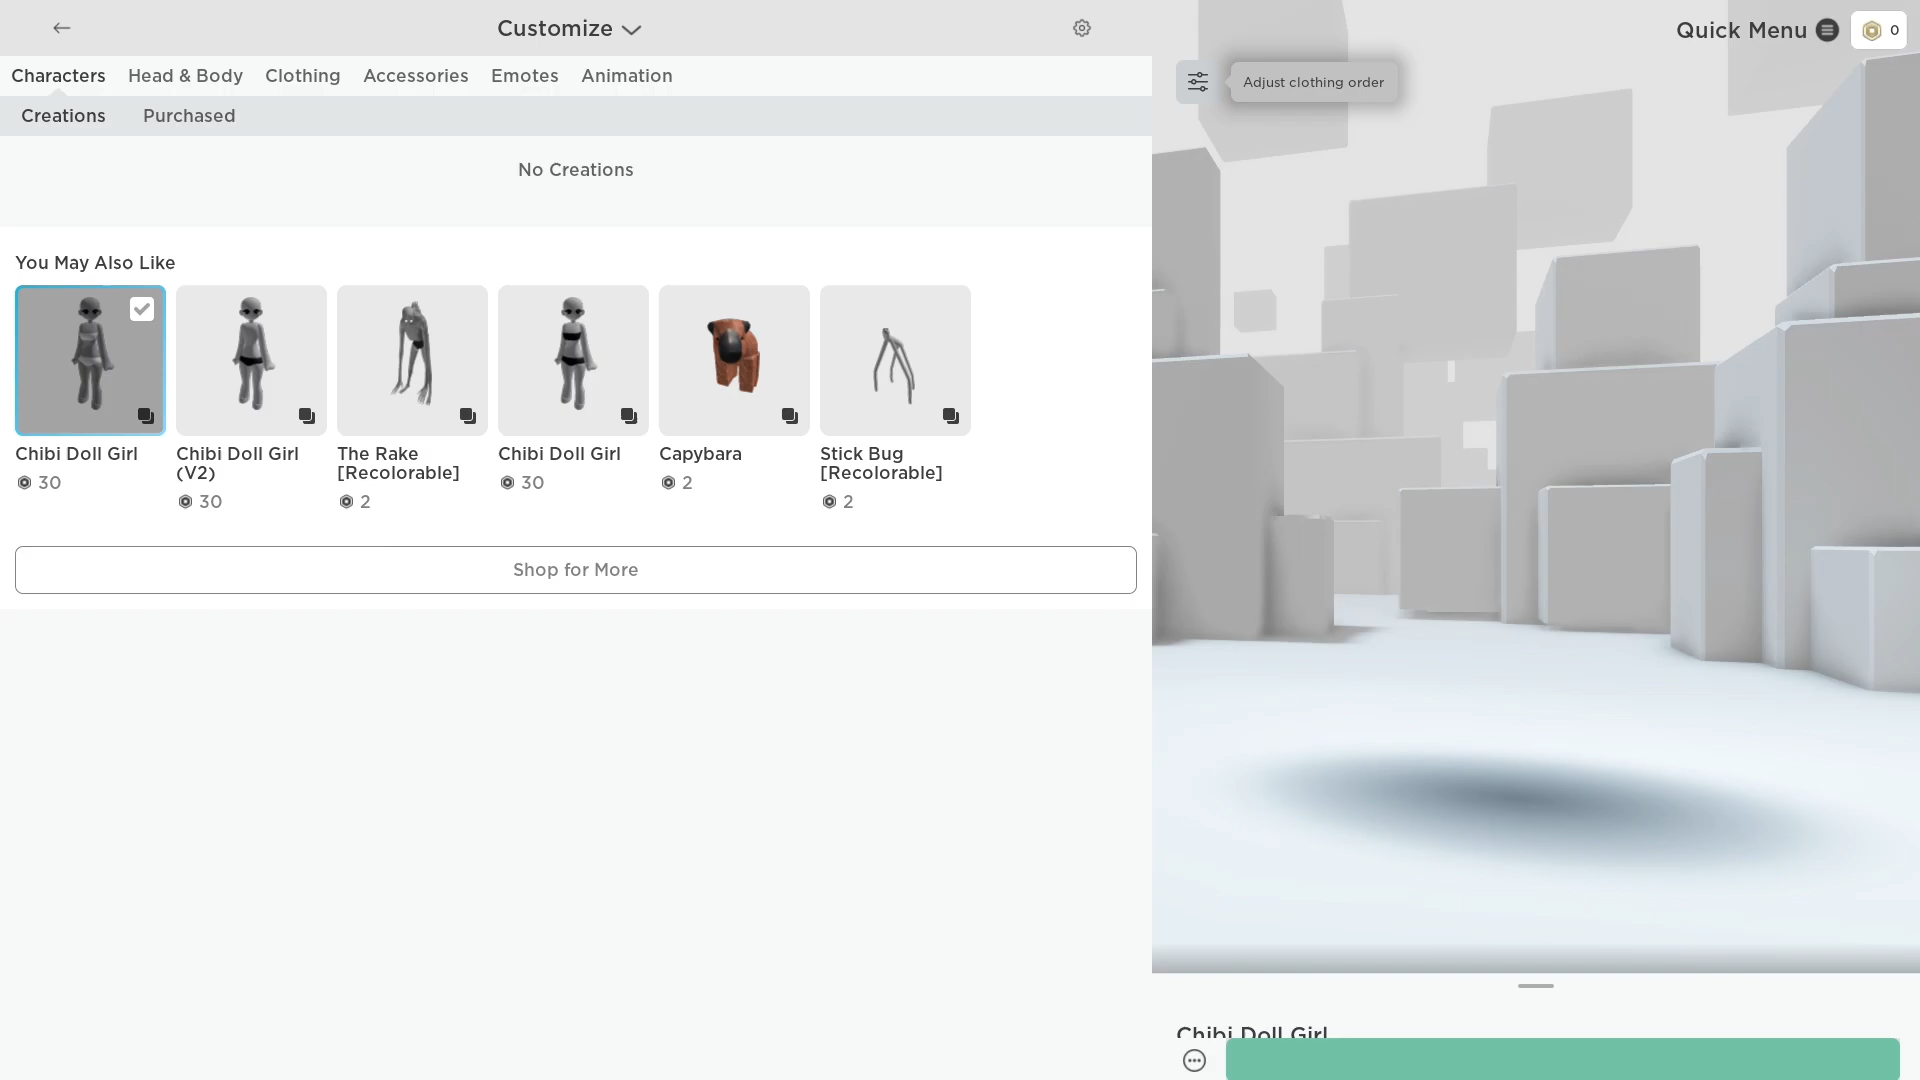 Customize
Quick Menu
0
Characters
Head & Body
Clothing
Accessories
Emotes
Animation
Adjust clothing order
Creations
Purchased
No Creations
You May Also Like
Chibi Doll Girl
30
Chibi Doll Girl
(V2)
30
The Rake
[Recolorable]
2
Chibi Doll Girl
30
Capybara
2
Stick Bug
[Recolorable]
2
Shop for More
Chibi Doll Girl